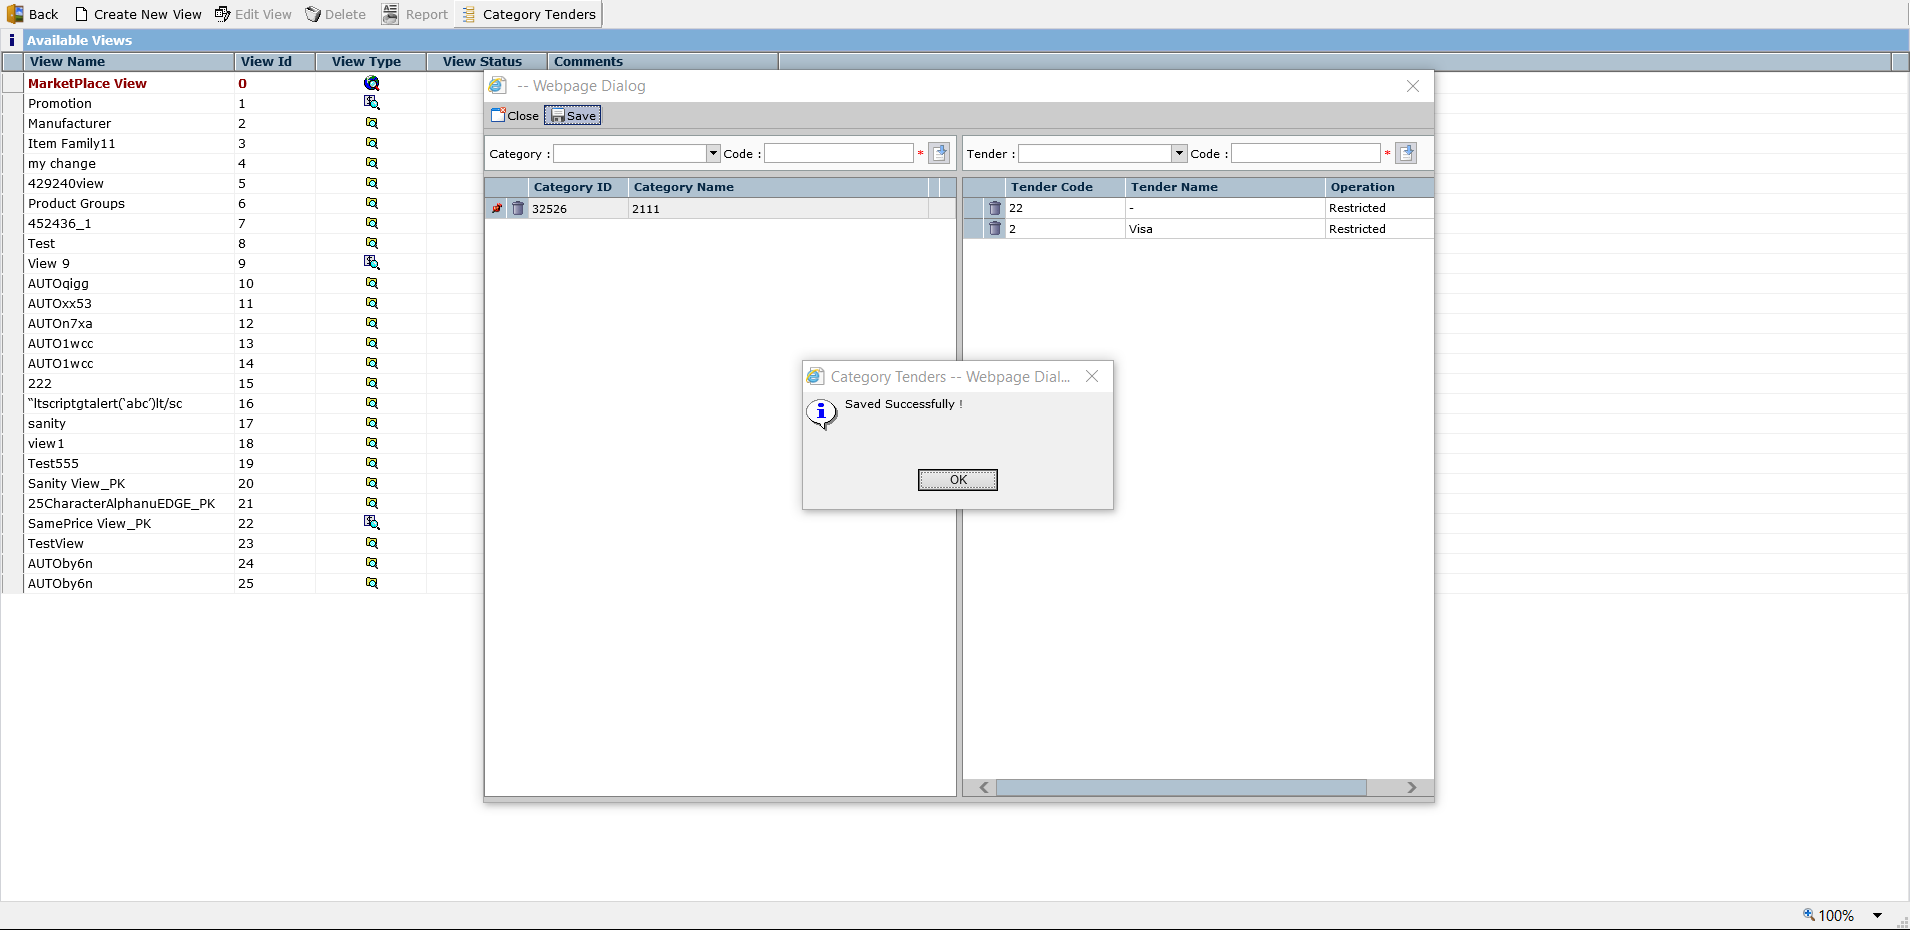 Back Create New View Edit View Delete Report Category Tenders
Available Views
View Name View Id View Type View Status Comments
MarketPlace View 0
Promotion 1
Manufacturer 2
Item Family11 3
my change 4
429240view 5
Product Groups 6
452436_1 7
Test 8
View 9 9
AUTOqigg 10
AUTOxx53 11
AUTOn7xa 12
AUTO1wcc 13
AUTO1wcc 14
222 15
“ltscriptgtalert(‘abc’)lt/sc 16
sanity 17
view1 18
Test555 19
Sanity View_PK 20
25CharacterAlphanuEDGE_PK 21
SamePrice View_PK 22
TestView 23
AUTOby6n 24
AUTOby6n 25
-- Webpage Dialog
Close Save
Category : Code : *
Category ID Category Name
32526 2111
Tender : Code : *
Tender Code Tender Name Operation
22 - Restricted
2 Visa Restricted
Category Tenders -- Webpage Dial...
Saved Successfully !
OK
100%